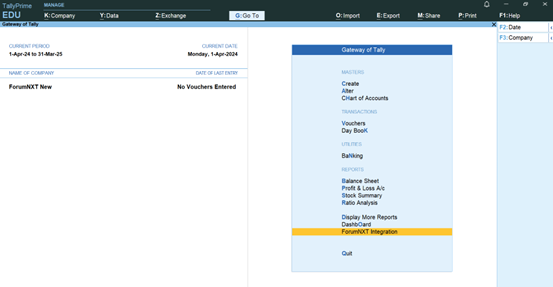 TallyPrime
MANAGE
EDU
K:Company
Y:Data
Z:Exchange
G:Go To
O:Import
E:Export
M:Share
P:Print
F1:Help
Gateway of Tally
F2:Date
F3:Company
CURRENT PERIOD
CURRENT DATE
1-Apr-24 to 31-Mar-25
Monday, 1-Apr-2024
NAME OF COMPANY
DATE OF LAST ENTRY
ForumNXT New
No Vouchers Entered
Gateway of Tally
MASTERS
Create
Alter
CHart of Accounts
TRANSACTIONS
Vouchers
Day BooK
UTILITIES
BaNking
REPORTS
Balance Sheet
Profit & Loss A/c
Stock Summary
Ratio Analysis
Display More Reports
DashbOard
ForumNXT Integration
Quit